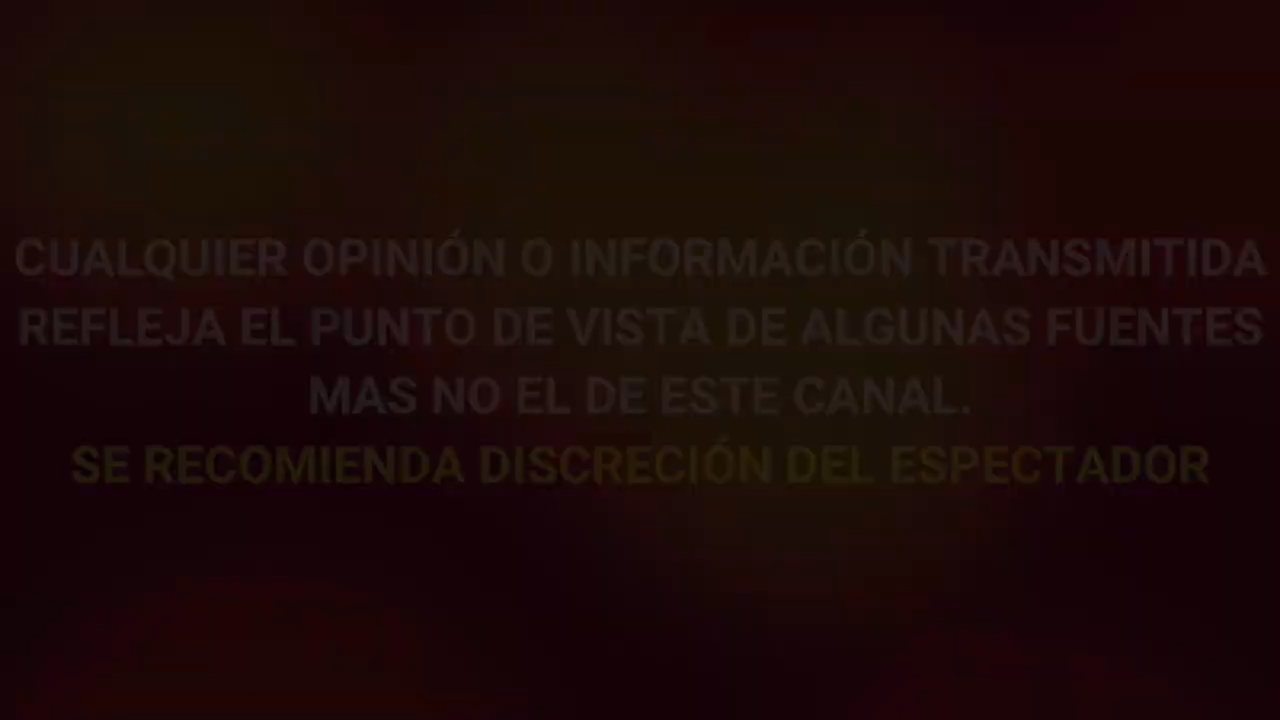 CUALQUIER OPINIÓN O INFORMACIÓN TRANSMITIDA
REFLEJA EL PUNTO DE VISTA DE ALGUNAS FUENTES
MAS NO EL DE ESTE CANAL.
SE RECOMIENDA DISCRECIÓN DEL ESPECTADOR